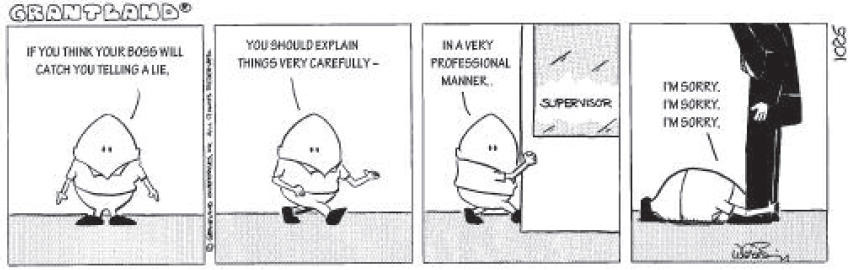 GRANTLAND®
IF YOU THINK YOUR BOSS WILL
CATCH YOU TELLING A LIE,
YOU SHOULD EXPLAIN
THINGS VERY CAREFULLY –
IN A VERY
PROFESSIONAL
MANNER..
SUPERVISOR
I'M SORRY.
I'M SORRY.
I'M SORRY.
1026